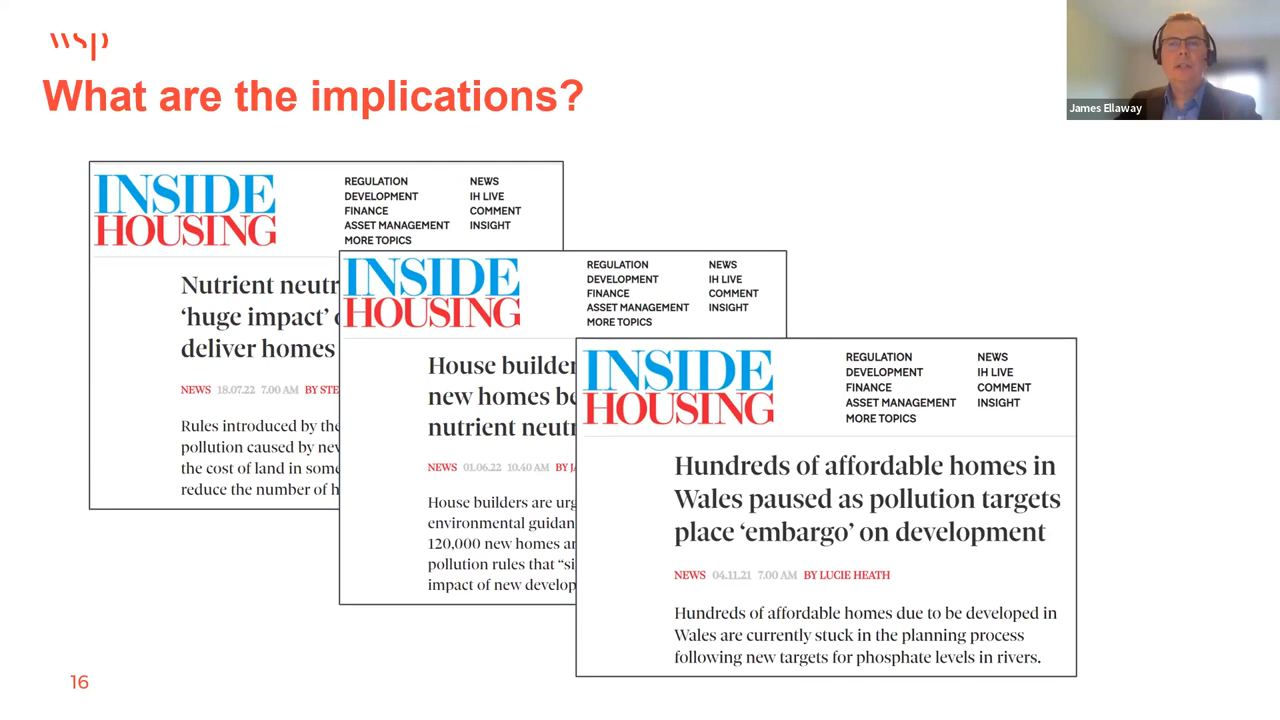 wsp
What are the implications?
James Ellaway
INSIDE
HOUSING
REGULATION
DEVELOPMENT
FINANCE
ASSET MANAGEMENT
MORE TOPICS
NEWS
IH LIVE
COMMENT
INSIGHT
Nutrient neutr
‘huge impact’
deliver homes
NEWS 18.07.22 7.00 AM BY STE
Rules introduced by the
pollution caused by nev
the cost of land in some
reduce the number of h
INSIDE
HOUSING
REGULATION
DEVELOPMENT
FINANCE
ASSET MANAGEMENT
MORE TOPICS
NEWS
IH LIVE
COMMENT
INSIGHT
House builder
new homes be
nutrient neutr
NEWS 01.06.22 10.40 AM BY JA
House builders are urg
environmental guidan
120,000 new homes ar
pollution rules that “si
impact of new develop
INSIDE
HOUSING
REGULATION
DEVELOPMENT
FINANCE
ASSET MANAGEMENT
MORE TOPICS
NEWS
IH LIVE
COMMENT
INSIGHT
Hundreds of affordable homes in
Wales paused as pollution targets
place ‘embargo’ on development
NEWS 04.11.21 7.00 AM BY LUCIE HEATH
Hundreds of affordable homes due to be developed in
Wales are currently stuck in the planning process
following new targets for phosphate levels in rivers.
16